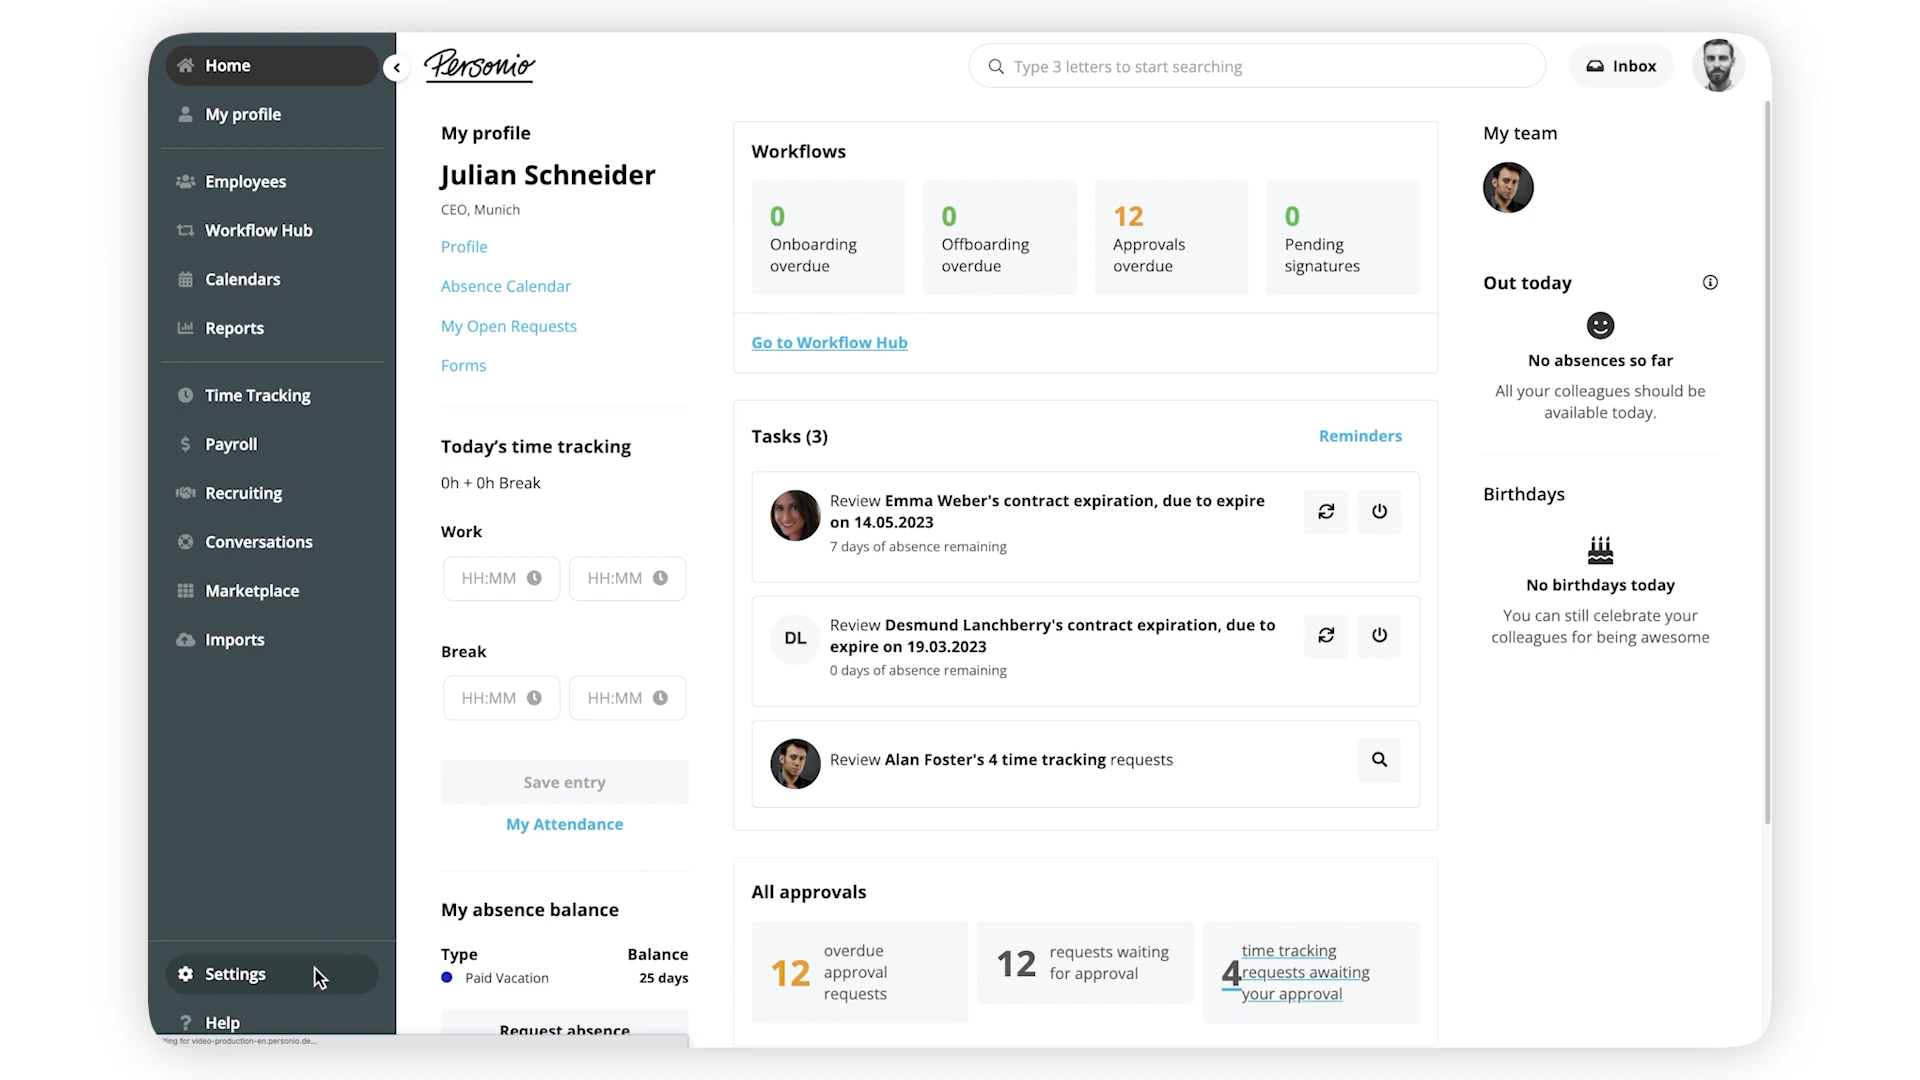 Home
My profile
Employees
Workflow Hub
Calendars
Reports
Time Tracking
Payroll
Recruiting
Conversations
Marketplace
Imports
Settings
Help
Personio
Type 3 letters to start searching
Inbox
My profile
Julian Schneider
CEO, Munich
Profile
Absence Calendar
My Open Requests
Forms
Today's time tracking
0h + 0h Break
Work
HH:MM HH:MM
Break
HH:MM HH:MM
Save entry
My Attendance
My absence balance
Type Balance
Paid Vacation 25 days
Request absence
Workflows
0
Onboarding
overdue
0
Offboarding
overdue
12
Approvals
overdue
0
Pending
signatures
Go to Workflow Hub
Tasks (3) Reminders
Review Emma Weber's contract expiration, due to expire
on 14.05.2023
7 days of absence remaining
DL
Review Desmund Lanchberry's contract expiration, due to
expire on 19.03.2023
0 days of absence remaining
Review Alan Foster's 4 time tracking requests
All approvals
12
overdue
approval
requests
12
requests waiting
for approval
4
time tracking
requests awaiting
your approval
My team
Out today
No absences so far
All your colleagues should be
available today.
Birthdays
No birthdays today
You can still celebrate your
colleagues for being awesome
for video-production-en.personio.de...